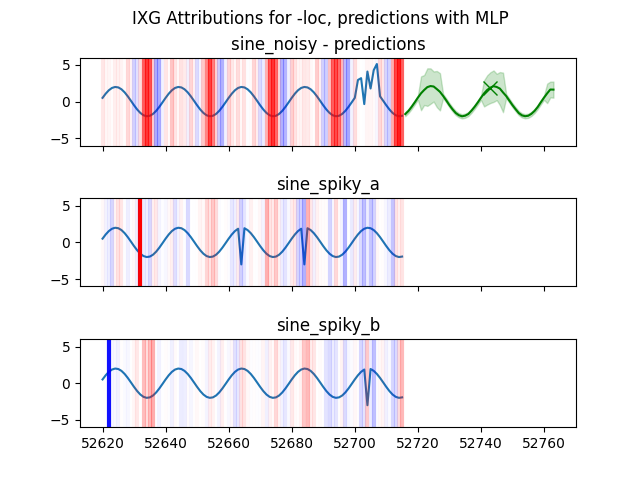 IXG Attributions for -loc, predictions with MLP
sine_noisy - predictions
5
0
−5
sine_spiky_a
5
0
−5
sine_spiky_b
5
0
−5
52620 52640 52660 52680 52700 52720 52740 52760